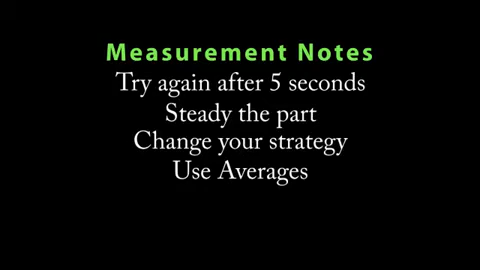 Measurement Notes
Try again after 5 seconds
Steady the part
Change your strategy
Use Averages